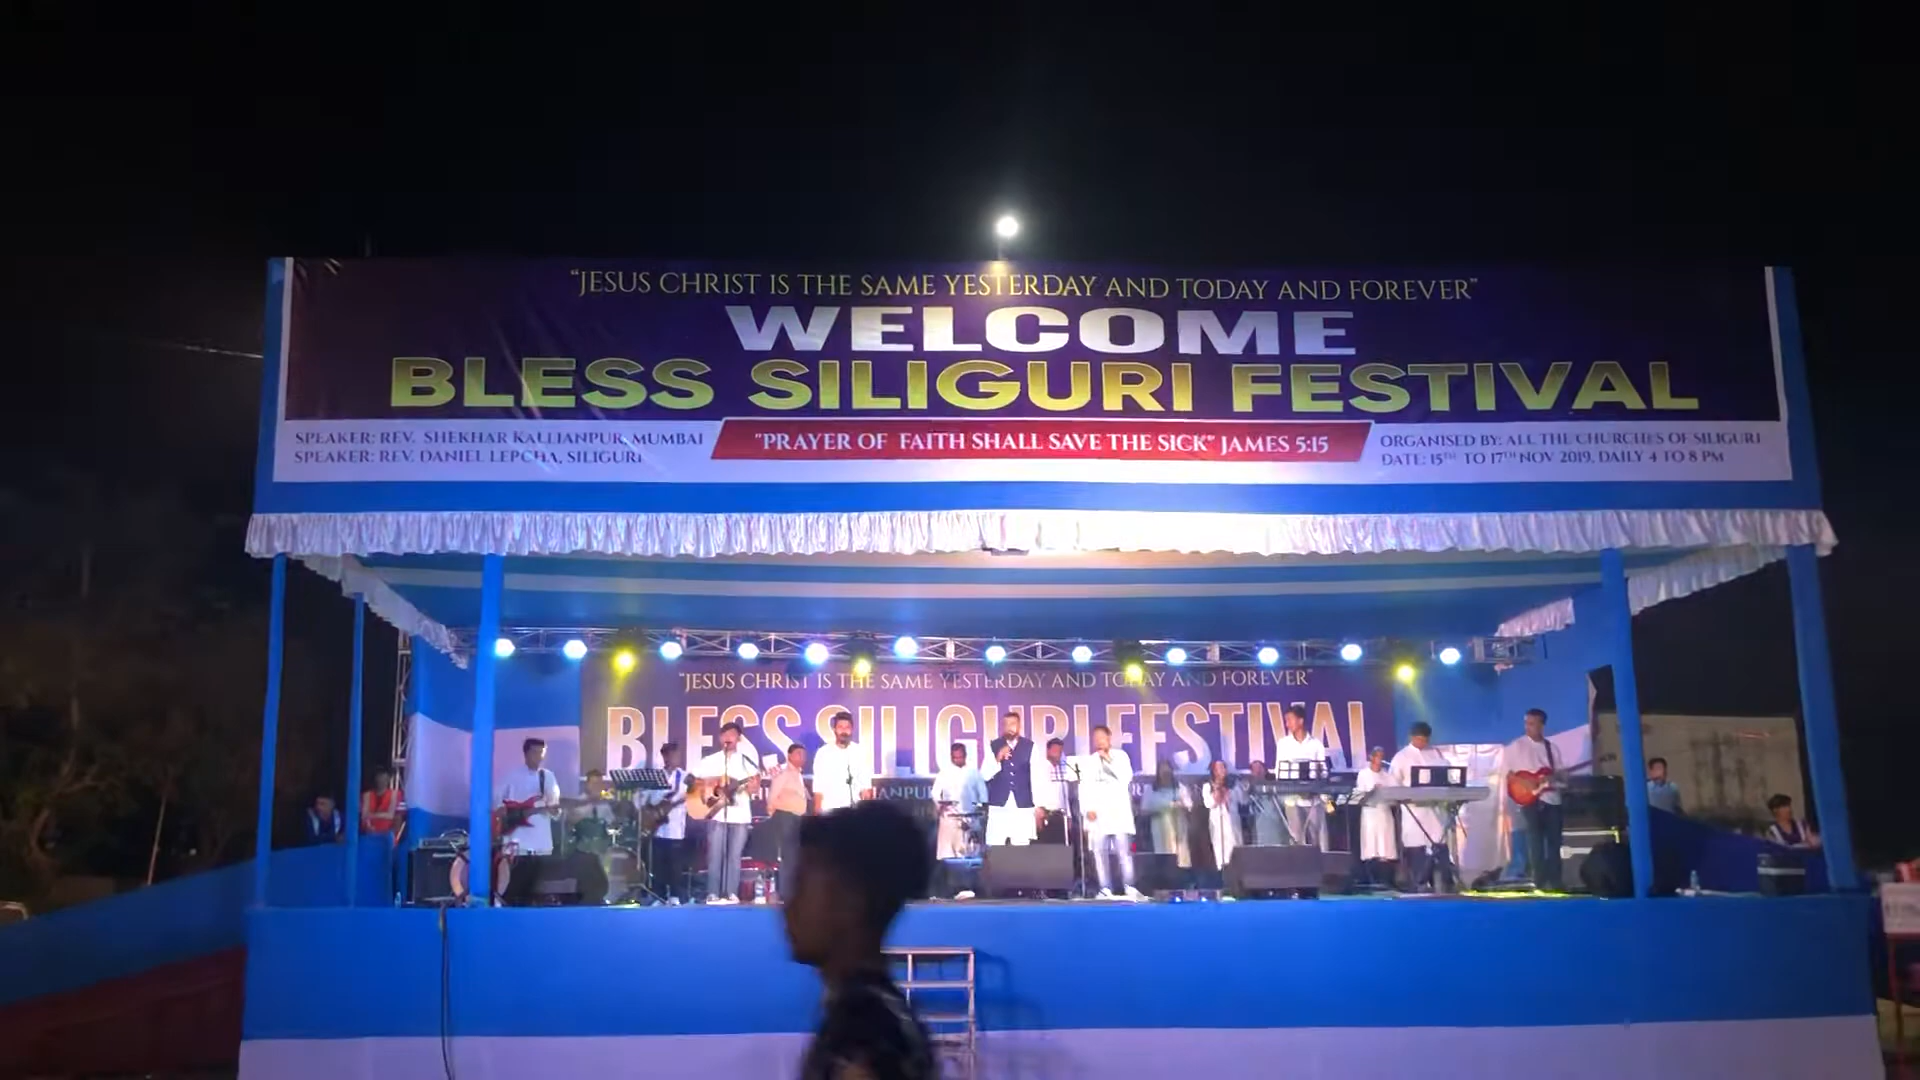 "JESUS CHRIST IS THE SAME YESTERDAY AND TODAY AND FOREVER"
WELCOME
BLESS SILIGURI FESTIVAL
SPEAKER: REV. SHEKHAR KALLIANPUR, MUMBAI
SPEAKER: REV. DANIEL LEPCHA, SILIGURI
"PRAYER OF FAITH SHALL SAVE THE SICK" JAMES 5:15
ORGANISED BY: ALL THE CHURCHES OF SILIGURI
DATE: 15TH TO 17TH NOV 2019, DAILY 4 TO 8 PM
"JESUS CHRIST IS THE SAME YESTERDAY AND TODAY AND FOREVER"
BLESS SILIGURI FESTIVAL